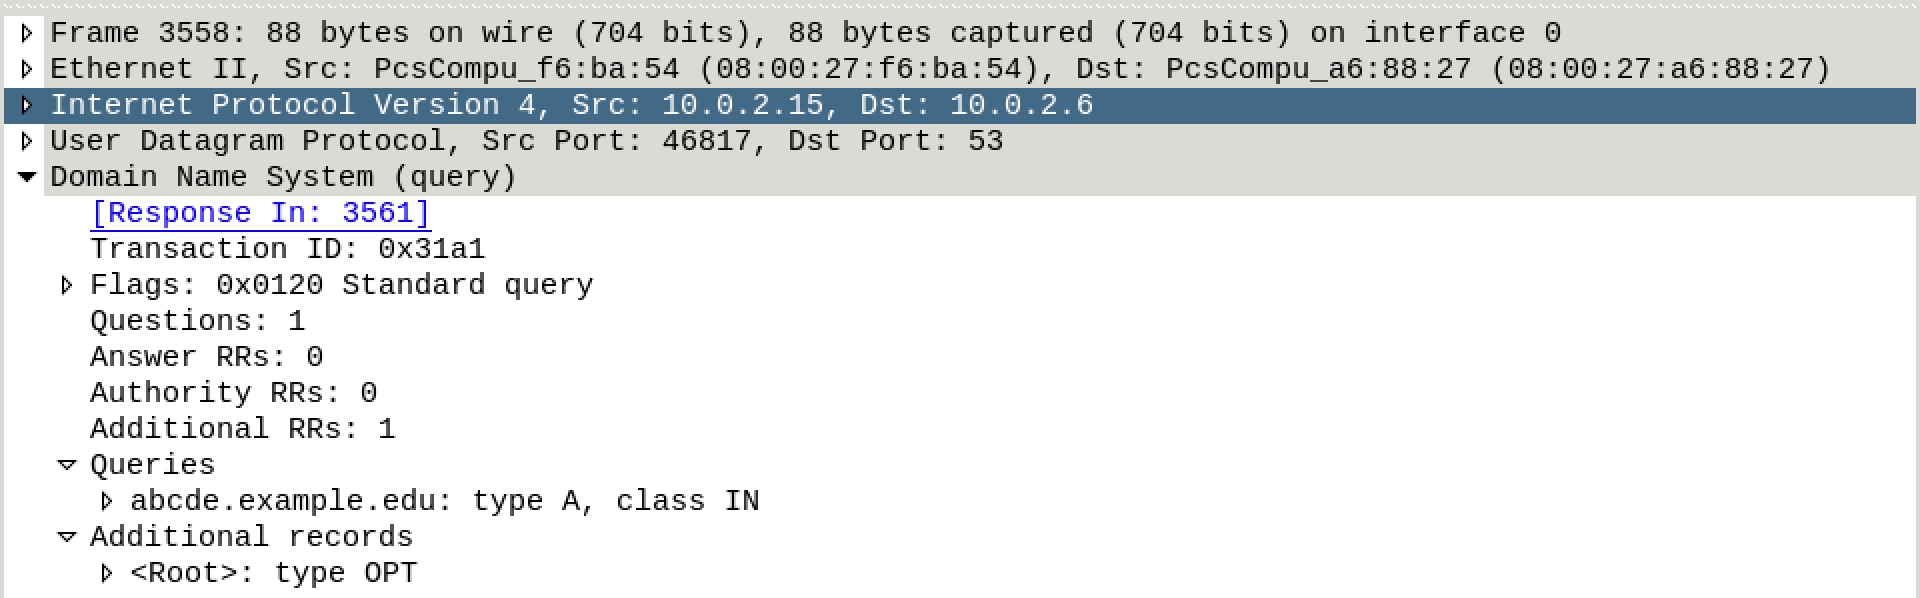 Frame 3558: 88 bytes on wire (704 bits), 88 bytes captured (704 bits) on interface 0
Ethernet II, Src: PcsCompu_f6:ba:54 (08:00:27:f6:ba:54), Dst: PcsCompu_a6:88:27 (08:00:27:a6:88:27)
Internet Protocol Version 4, Src: 10.0.2.15, Dst: 10.0.2.6
User Datagram Protocol, Src Port: 46817, Dst Port: 53
Domain Name System (query)
[Response In: 3561]
Transaction ID: 0x31a1
Flags: 0x0120 Standard query
Questions: 1
Answer RRs: 0
Authority RRs: 0
Additional RRs: 1
Queries
abcde.example.edu: type A, class IN
Additional records
<Root>: type OPT